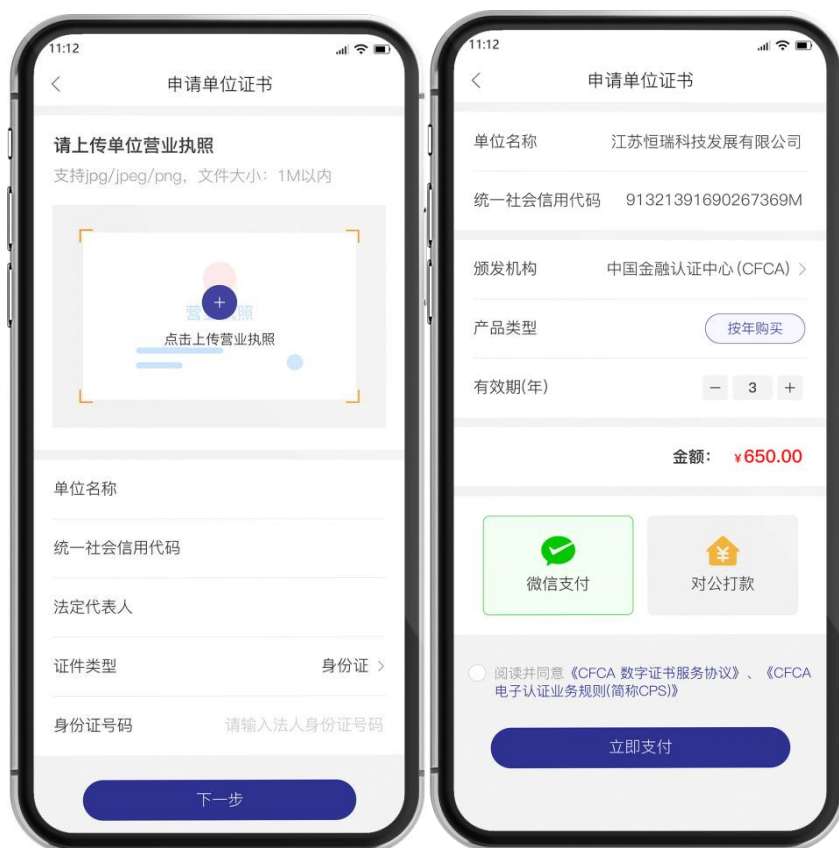 11:12
申请单位证书
请上传单位营业执照
支持jpg/jpeg/png，文件大小：1M以内
点击上传营业执照
单位名称
统一社会信用代码
法定代表人
证件类型 身份证
身份证号码 请输入法人身份证号码
下一步
11:12
申请单位证书
单位名称 江苏恒瑞科技发展有限公司
统一社会信用代码 91321391690267369M
颁发机构 中国金融认证中心(CFCA)
产品类型 按年购买
有效期(年) － 3 ＋
金额： ¥650.00
微信支付 对公打款
阅读并同意《CFCA 数字证书服务协议》、《CFCA
电子认证业务规则(简称CPS)》
立即支付